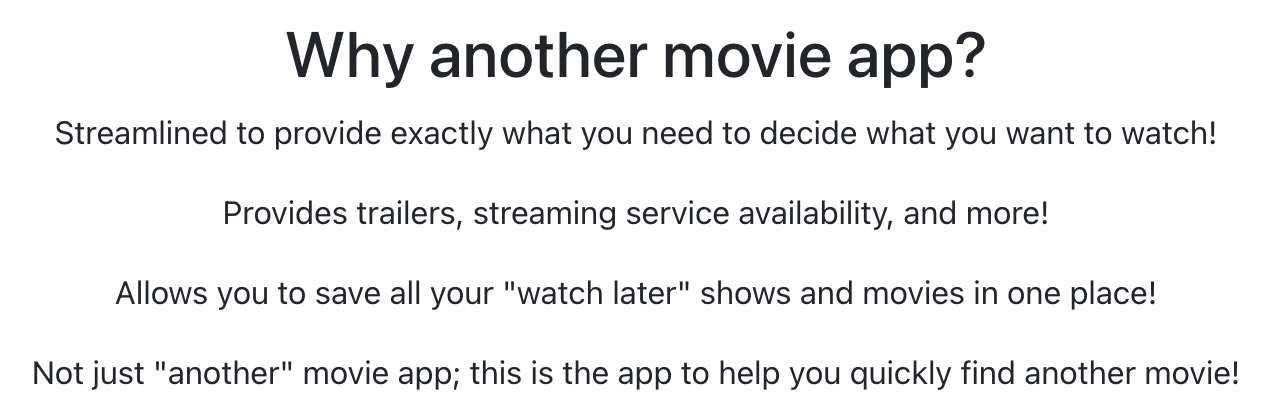 Why another movie app?
Streamlined to provide exactly what you need to decide what you want to watch!
Provides trailers, streaming service availability, and more!
Allows you to save all your "watch later" shows and movies in one place!
Not just "another" movie app; this is the app to help you quickly find another movie!